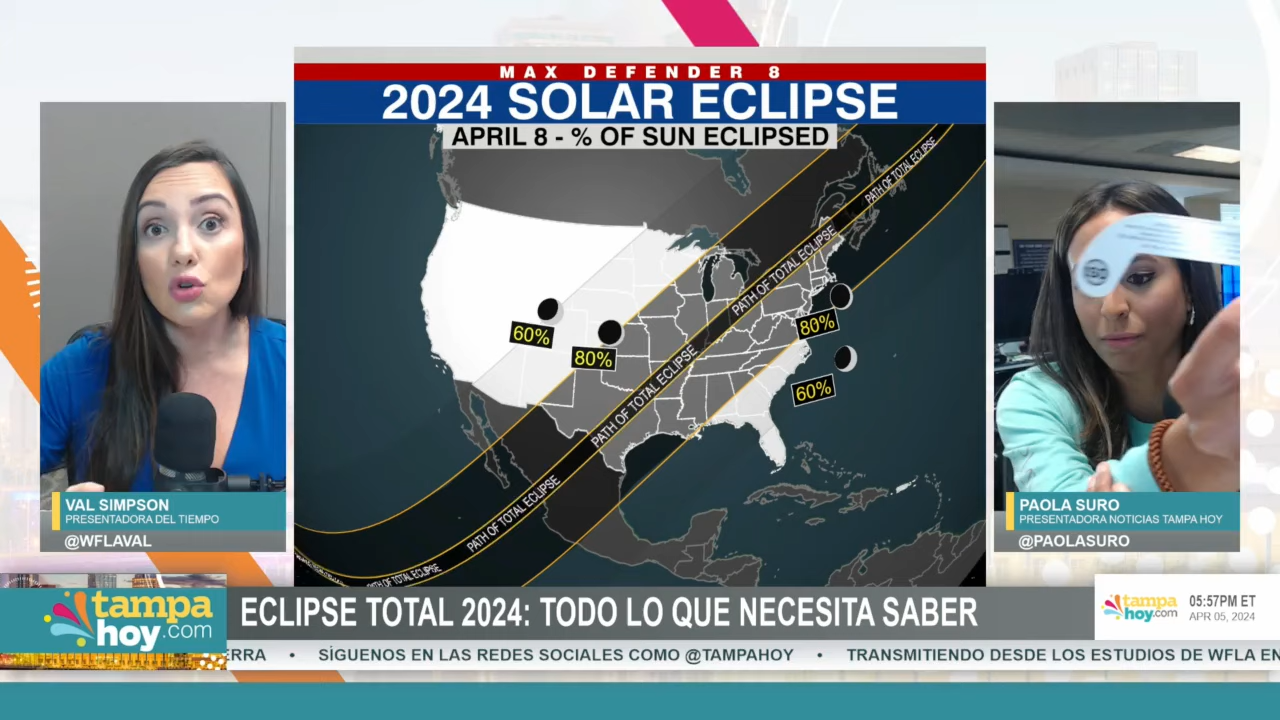 MAX DEFENDER 8
2024 SOLAR ECLIPSE
APRIL 8 - % OF SUN ECLIPSED
PATH OF TOTAL ECLIPSE
PATH OF TOTAL ECLIPSE
PATH OF TOTAL ECLIPSE
PATH OF TOTAL ECLIPSE
PATH OF TOTAL ECLIPSE
60%
80%
80%
60%
VAL SIMPSON
PRESENTADORA DEL TIEMPO
@WFLAVAL
PAOLA SURO
PRESENTADORA NOTICIAS TAMPA HOY
@PAOLASURO
tampa
hoy.com
ECLIPSE TOTAL 2024: TODO LO QUE NECESITA SABER
tampa
hoy.com
05:57PM ET
APR 05, 2024
ERRA • SÍGUENOS EN LAS REDES SOCIALES COMO @TAMPAHOY • TRANSMITIENDO DESDE LOS ESTUDIOS DE WFLA EN